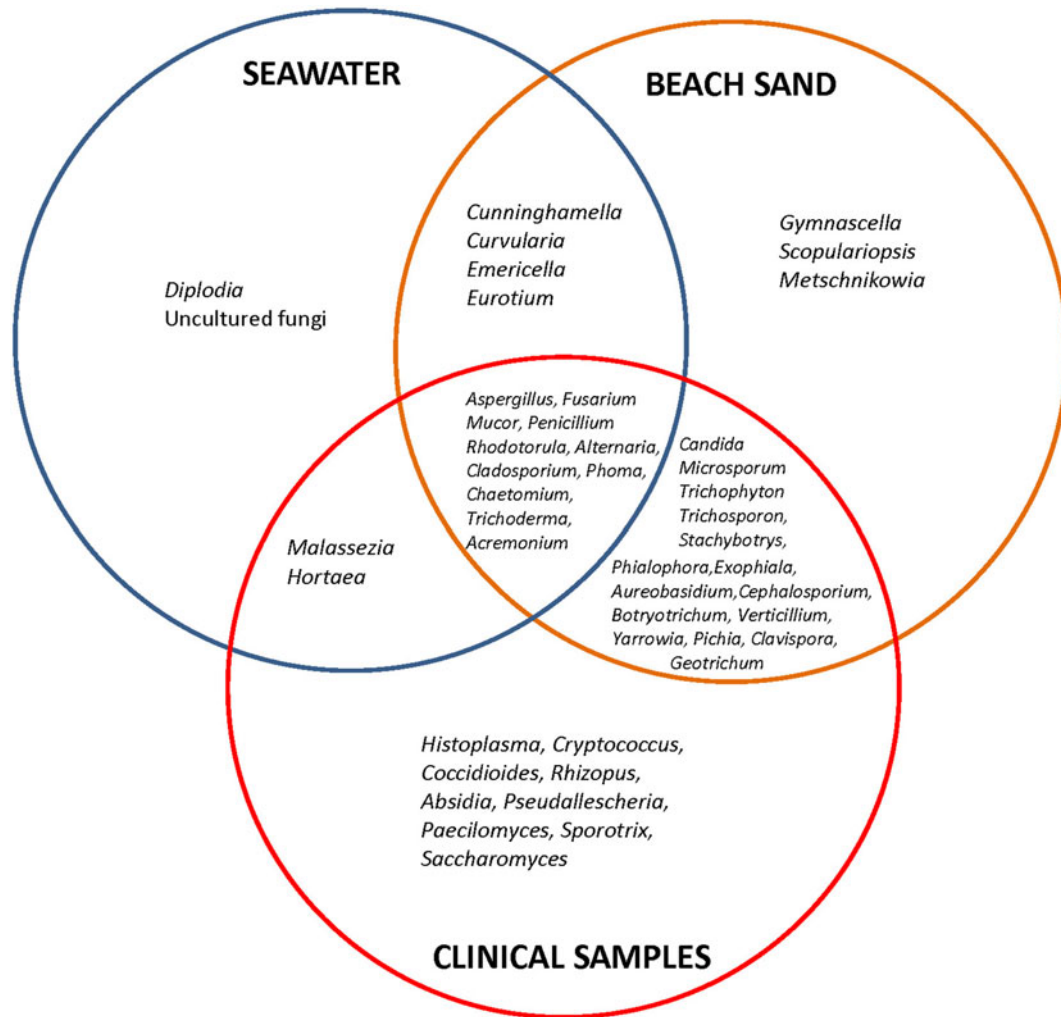 SEAWATER
BEACH SAND
Cunninghamella
Curvularia
Emericella
Eurotium
Gymnascella
Scopulariopsis
Metschnikowia
Diplodia
Uncultured fungi
Aspergillus, Fusarium
Mucor, Penicillium
Rhodotorula, Alternaria,
Cladosporium, Phoma,
Chaetomium,
Trichoderma,
Acremonium
Candida
Microsporum
Trichophyton
Trichosporon,
Stachybotrys,
Phialophora,Exophiala,
Aureobasidium,Cephalosporium,
Botryotrichum, Verticillium,
Yarrowia, Pichia, Clavispora,
Geotrichum
Malassezia
Hortaea
Histoplasma, Cryptococcus,
Coccidioides, Rhizopus,
Absidia, Pseudallescheria,
Paecilomyces, Sporotrix,
Saccharomyces
CLINICAL SAMPLES